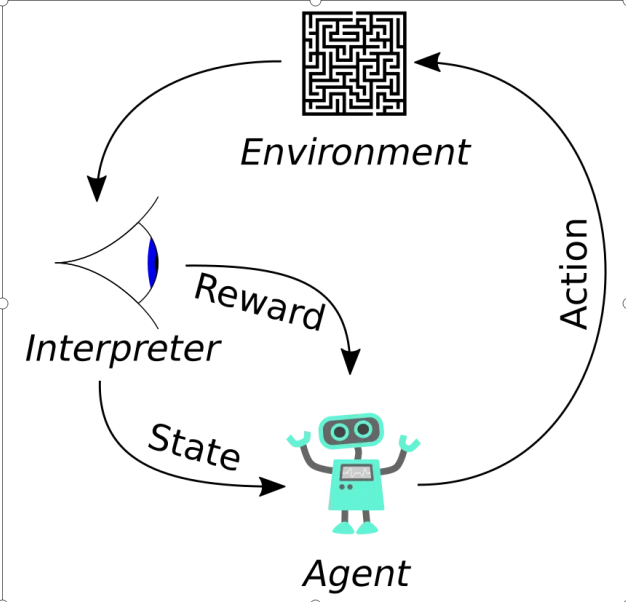 Environment
Reward
Action
Interpreter
State
Agent